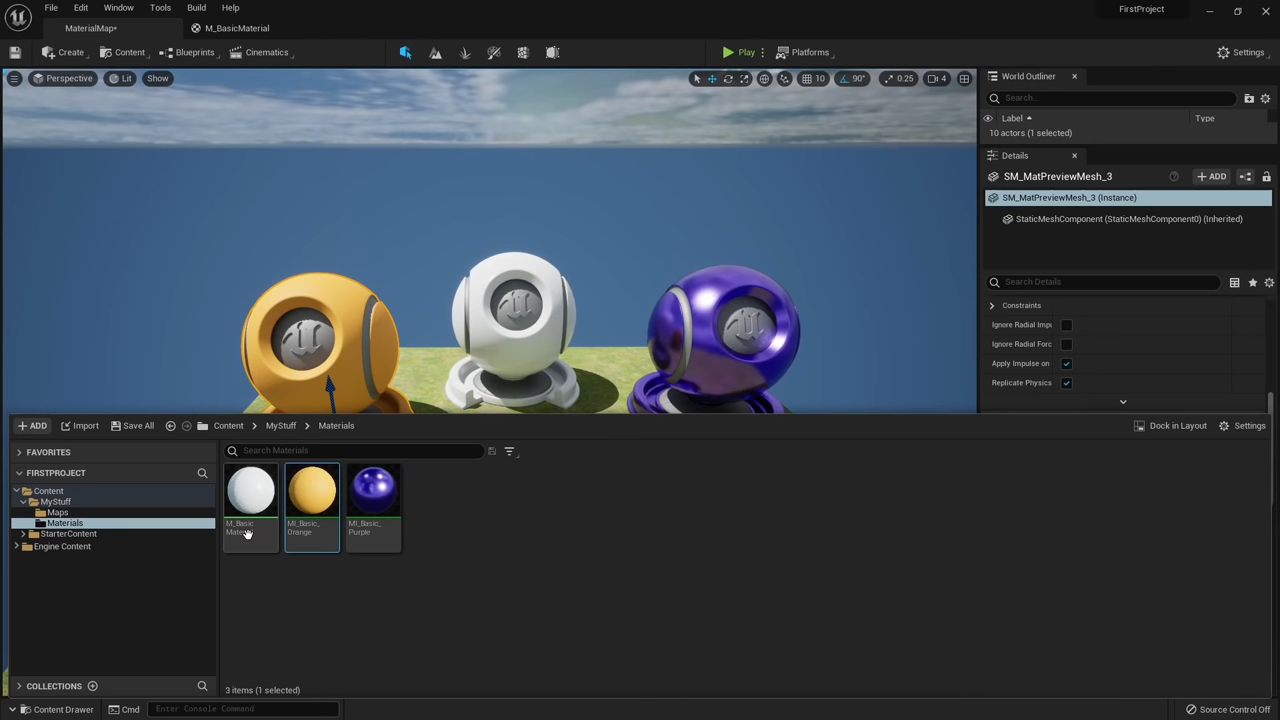 File Edit Window Tools Build Help
FirstProject
MaterialMap*
M_BasicMaterial
Create Content Blueprints Cinematics Play Platforms Settings
Perspective Lit Show
10 90° 0.25 4
World Outliner
Search...
Label Type
10 actors (1 selected)
Details
SM_MatPreviewMesh_3
+ ADD
SM_MatPreviewMesh_3 (Instance)
StaticMeshComponent (StaticMeshComponent0) (Inherited)
Search Details
Constraints
Ignore Radial Impu
Ignore Radial Forc
Apply Impulse on
Replicate Physics
+ ADD Import Save All Content MyStuff Materials Dock in Layout Settings
FAVORITES
Search Materials
FIRSTPROJECT
Content
MyStuff
Maps
Materials
StarterContent
Engine Content
M_Basic
Material
MI_Basic_
Orange
MI_Basic_
Purple
COLLECTIONS
3 items (1 selected)
Content Drawer Cmd Enter Console Command Source Control Off